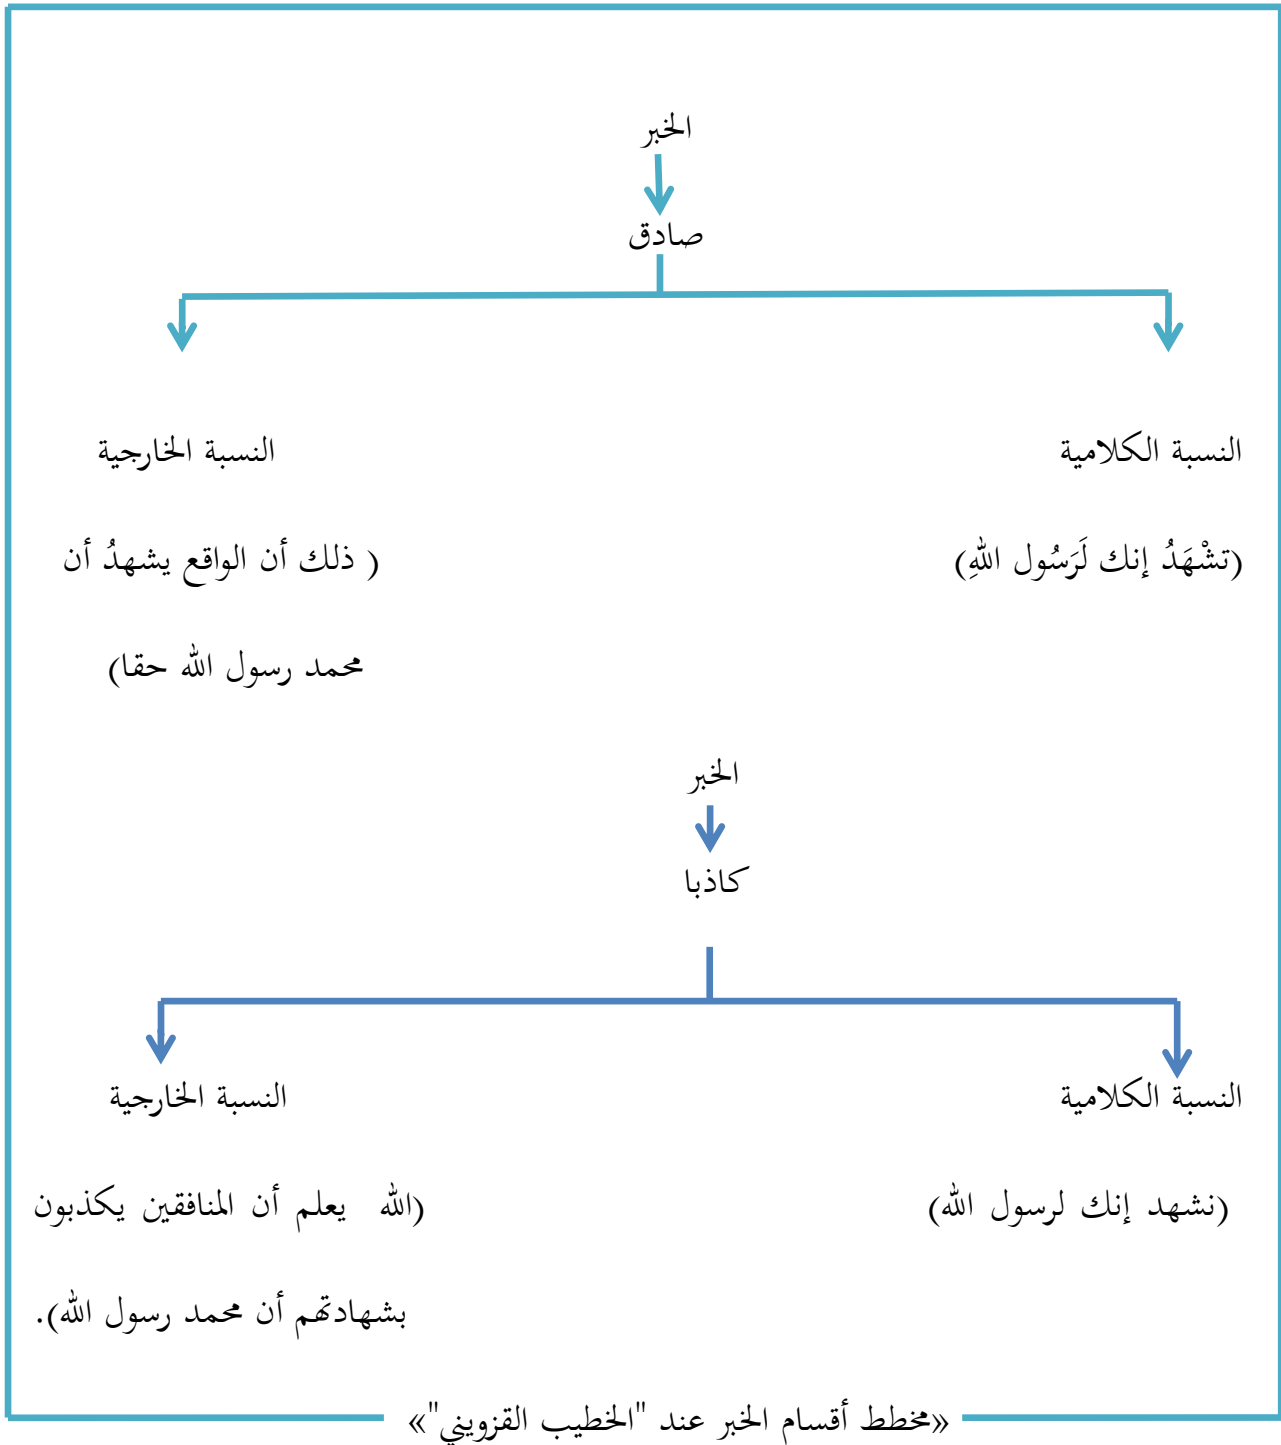 الخبر
صادق
النسبة الكلامية
النسبة الخارجية
(تشْهَدُ إنك لَرَسُول اللهِ)
( ذلك أن الواقع يشهدُ أن
محمد رسول الله حقا)
الخبر
كاذبا
النسبة الكلامية
النسبة الخارجية
(نشهد إنك لرسول الله)
(الله يعلم أن المنافقين يكذبون
بشهادتهم أن محمد رسول الله).
«مخطط أقسام الخبر عند "الخطيب القزويني"»